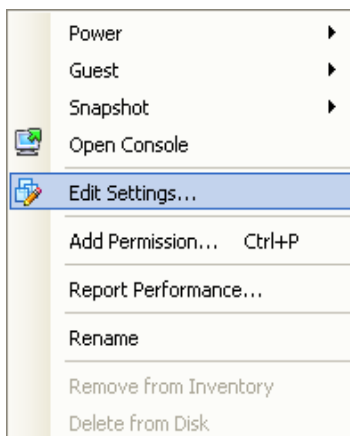 Power
Guest
Snapshot
Open Console
Edit Settings...
Add Permission... Ctrl+P
Report Performance...
Rename
Remove from Inventory
Delete from Disk